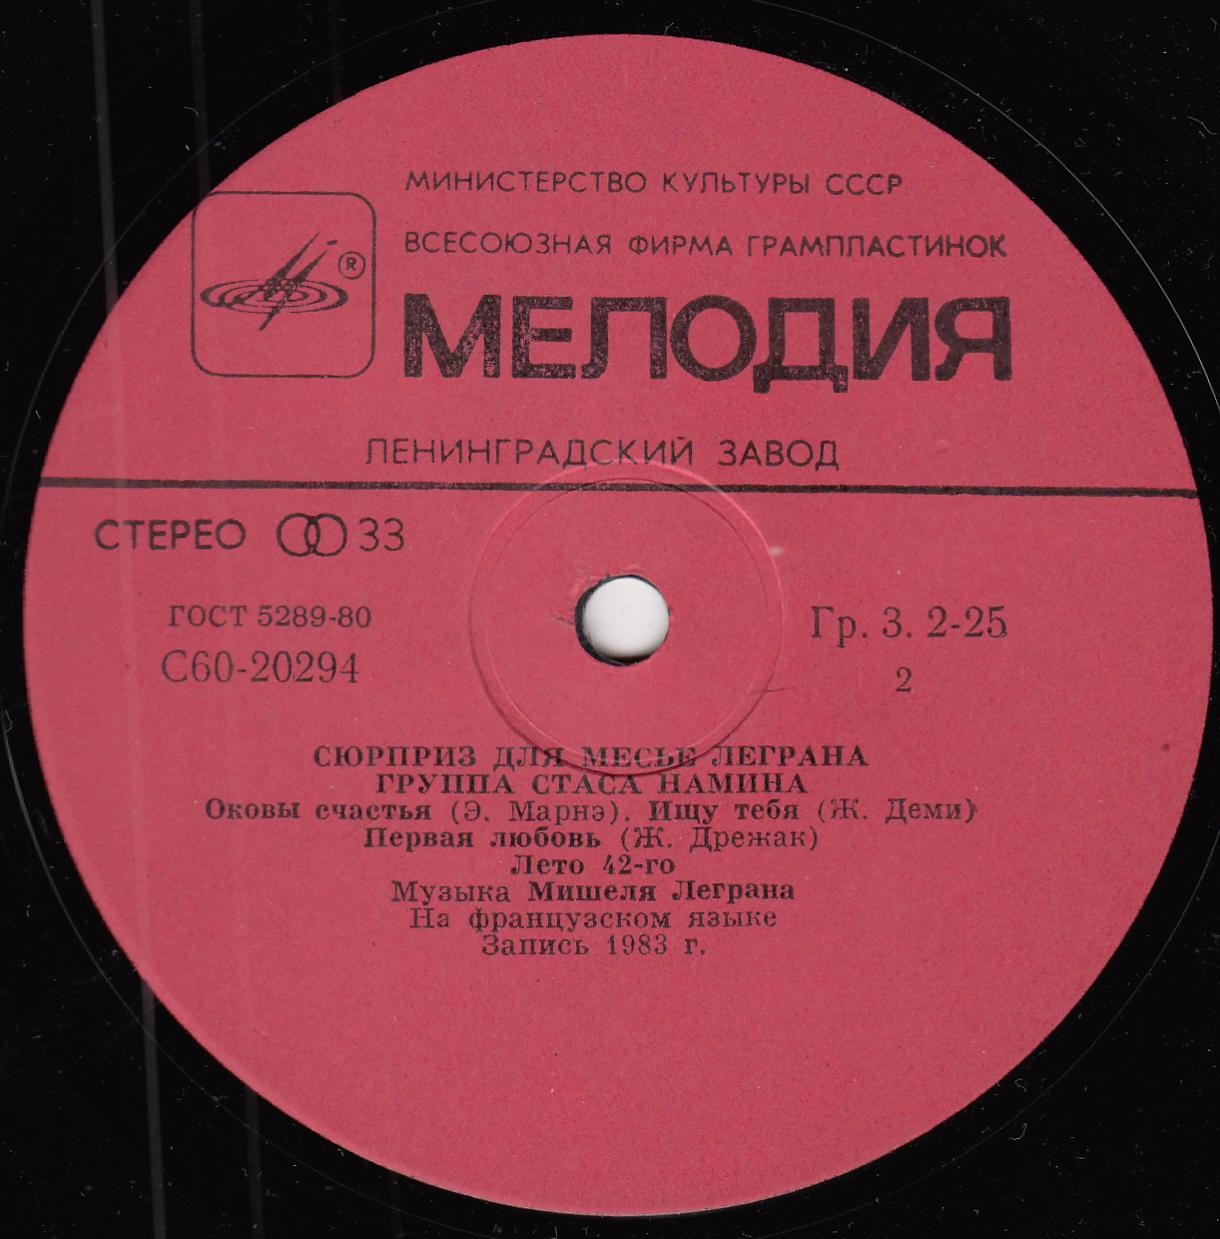 МИНИСТЕРСТВО КУЛЬТУРЫ СССР
ВСЕСОЮЗНАЯ ФИРМА ГРАМПЛАСТИНОК
®
МЕЛОДИЯ
ЛЕНИНГРАДСКИЙ ЗАВОД
СТЕРЕО 33
ГОСТ 5289-80
С60-20294
Гр. 3. 2-25
2
СЮРПРИЗ ДЛЯ МЕСЬЕ ЛЕГРАНА
ГРУППА СТАСА НАМИНА
Оковы счастья (Э. Марнэ). Ищу тебя (Ж. Деми)
Первая любовь (Ж. Дрежак)
Лето 42-го
Музыка Мишеля Леграна
На французском языке
Запись 1983 г.